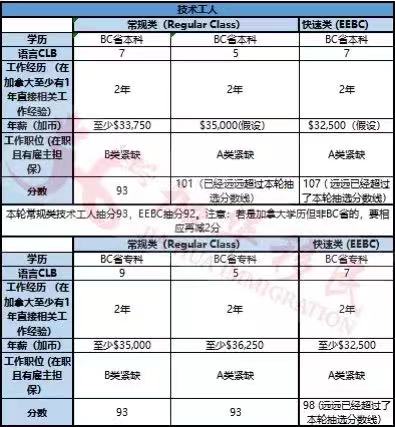 技术工人
常规类（Regular Class） 快速类 (EEBC)
学历 BC省本科 BC省本科 BC省本科
语言CLB 7 5 7
工作经历（在
加拿大至少有1
年直接相关工
作经验） 2年 2年 2年
年薪（加币） 至少$33,750 $35,000(假设) $32,500（假设）
工作职位（在职
且有雇主担
保） B类紧缺 A类紧缺 A类紧缺
分数 93 101（已经远远超过本轮抽
选分数线） 107（远远已经超过
了本轮抽选分数线）
本轮常规类技术工人抽分93，EEBC抽分92。注意：若是加拿大学历但非BC省的，要相
应再减2分
常规类（Regular Class） 快速类 (EEBC)
学历 BC省专科 BC省专科 BC省专科
语言CLB 9 5 7
工作经历（在
加拿大至少有1
年直接相关工
作经验） 2年 2年 2年
年薪（加币） 至少$35,000 至少$36,250 至少$32,500
工作职位 (在职
且有雇主担
保） B类紧缺 A类紧缺 A类紧缺
分数 93 93 98 (远远已经超过了
本轮抽选分数线）